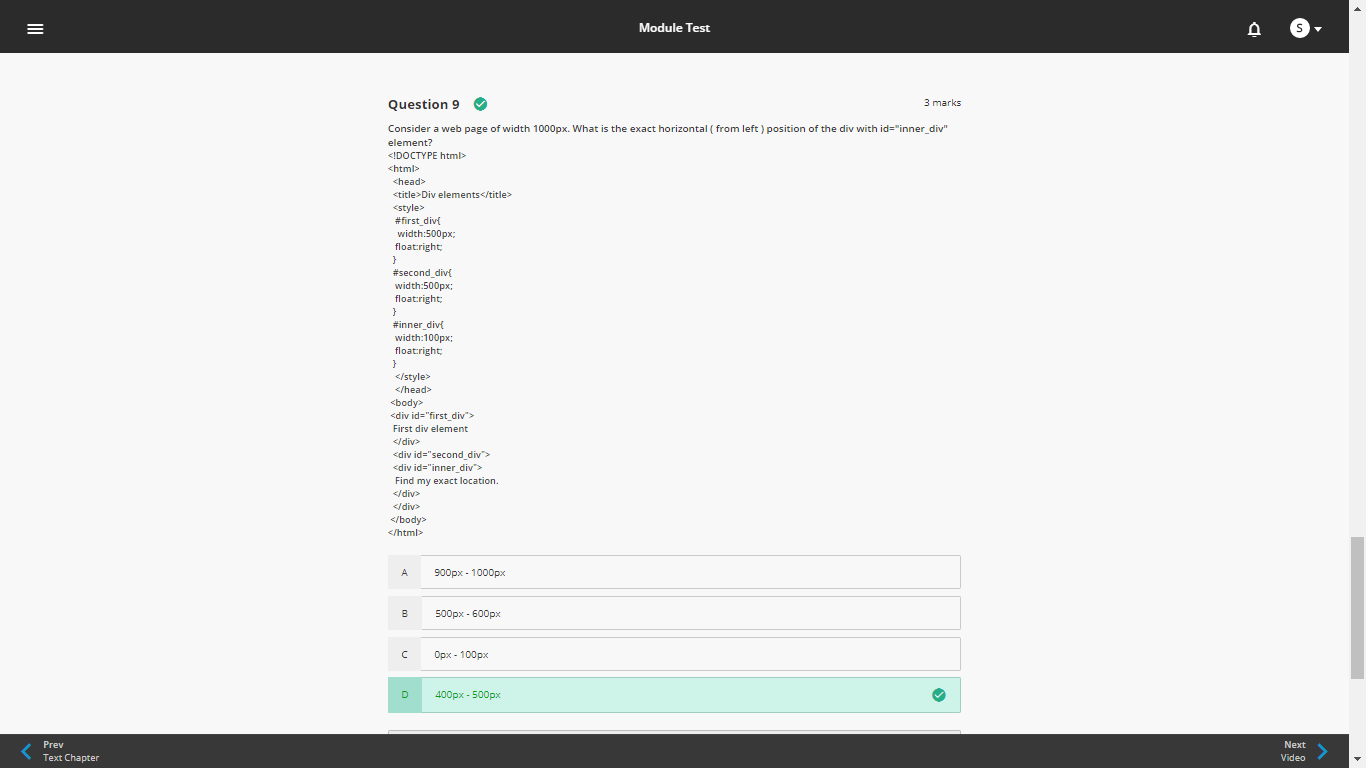 Module Test
S
Question 9
3 marks
Consider a web page of width 1000px. What is the exact horizontal ( from left ) position of the div with id="inner_div"
element?
<!DOCTYPE html>
<html>
<head>
<title>Div elements</title>
<style>
#first_div{
width:500px;
float:right;
}
#second_div{
width:500px;
float:right;
}
#inner_div{
width:100px;
float:right;
}
</style>
</head>
<body>
<div id="first_div">
First div element
</div>
<div id="second_div">
<div id="inner_div">
Find my exact location.
</div>
</div>
</body>
</html>
A 900px - 1000px
B 500px - 600px
C 0px - 100px
D 400px - 500px
Prev
Text Chapter
Next
Video